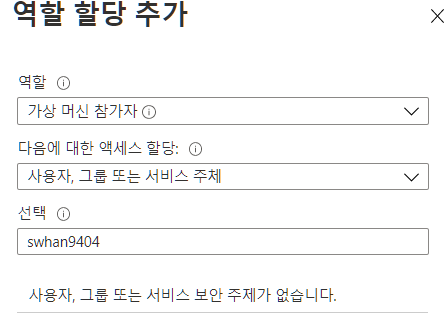 역할 할당 추가
역할
가상 머신 참가자
다음에 대한 액세스 할당:
사용자, 그룹 또는 서비스 주체
선택
swhan9404
사용자, 그룹 또는 서비스 보안 주체가 없습니다.